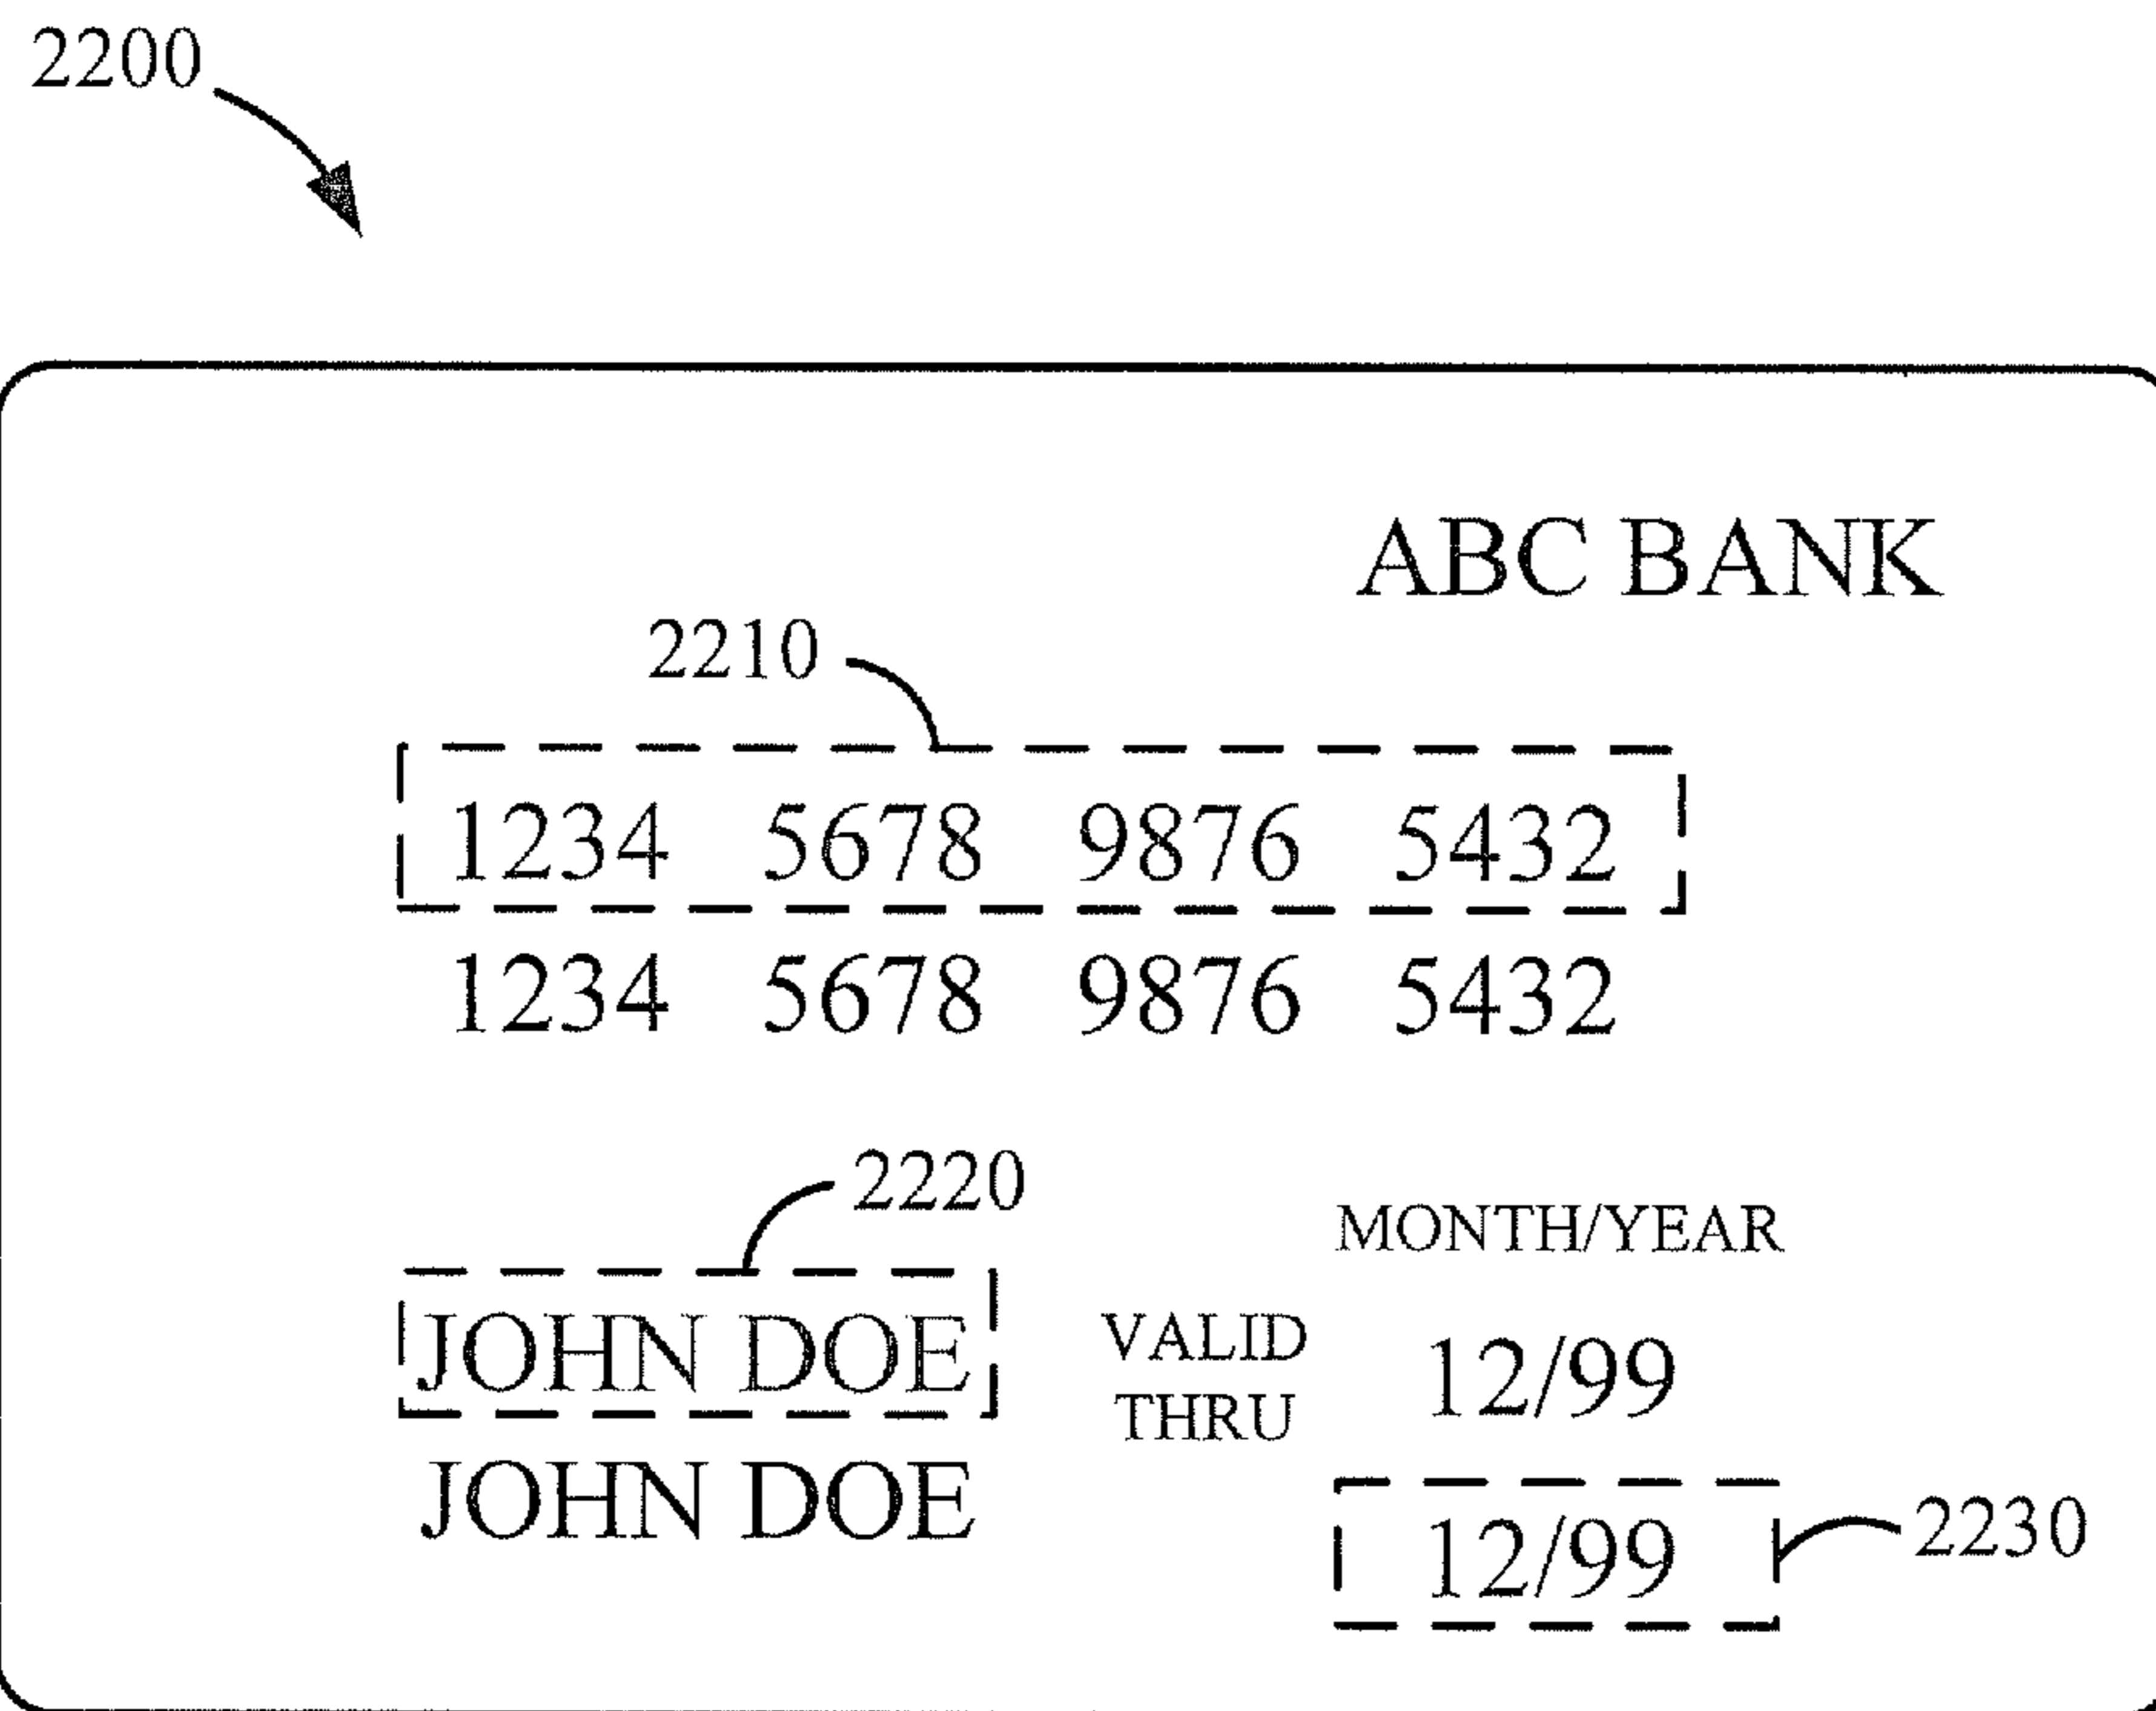 2200
ABC BANK
2210
1234 5678 9876 5432
1234 5678 9876 5432
2220
MONTH/YEAR
JOHN DOE
VALID
THRU
12/99
JOHN DOE
12/99
2230